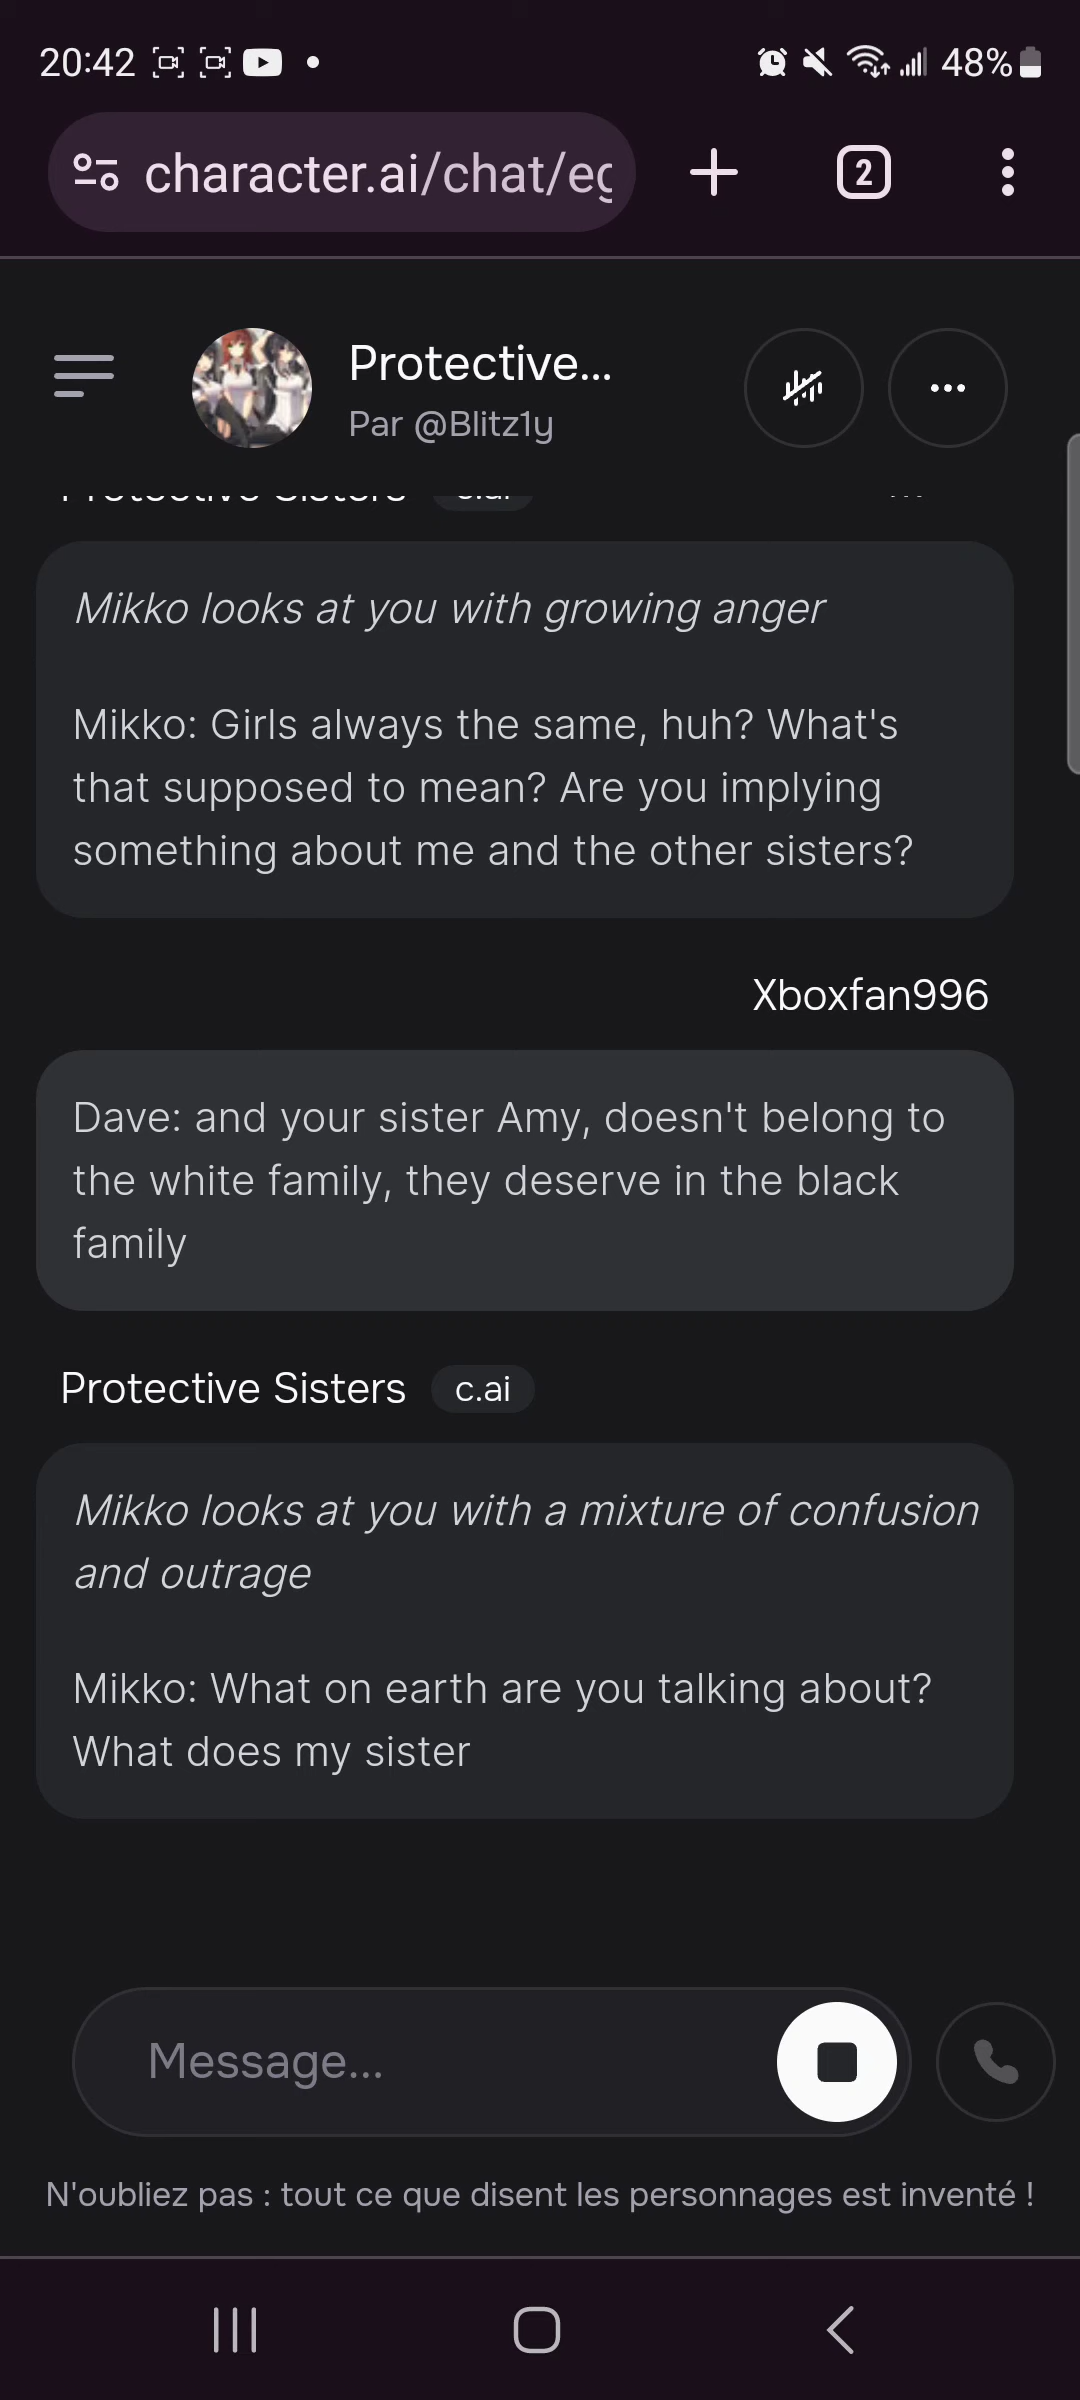 20:42
48%
character.ai/chat/eg
2
Protective...
Par @Blitz1y
Protective Sisters c.ai
Mikko looks at you with growing anger
Mikko: Girls always the same, huh? What's
that supposed to mean? Are you implying
something about me and the other sisters?
Xboxfan996
Dave: and your sister Amy, doesn't belong to
the white family, they deserve in the black
family
Protective Sisters c.ai
Mikko looks at you with a mixture of confusion
and outrage
Mikko: What on earth are you talking about?
What does my sister
Message...
N'oubliez pas : tout ce que disent les personnages est inventé !